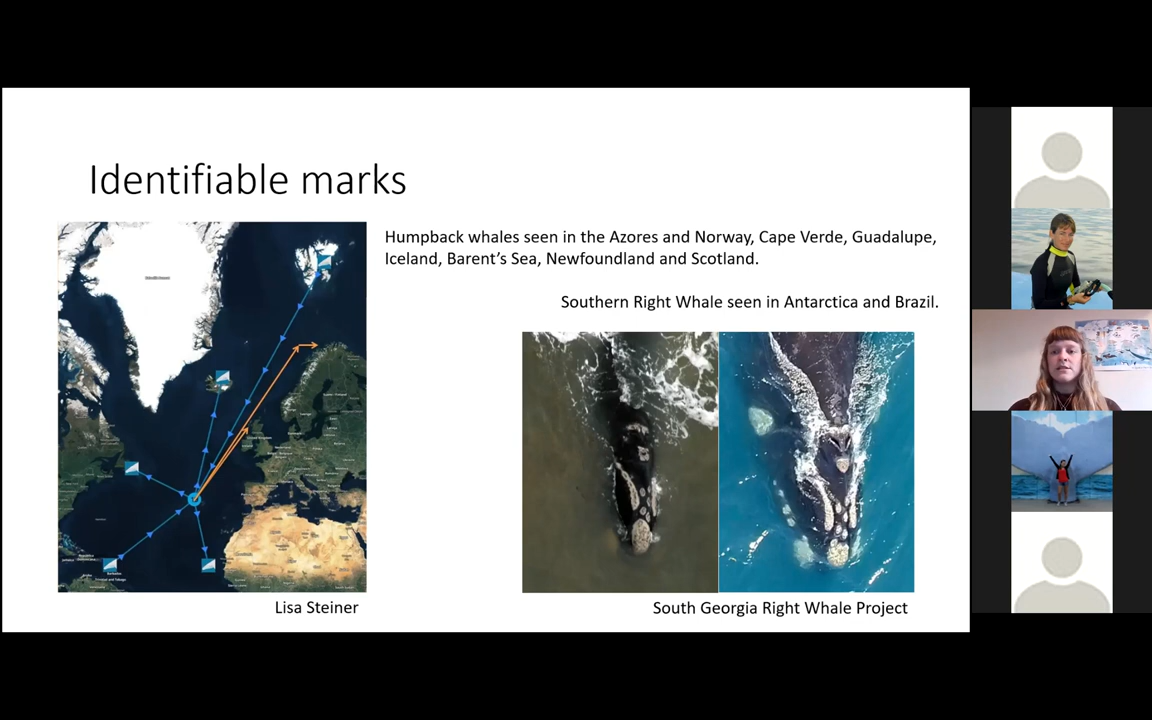 Identifiable marks
Humpback whales seen in the Azores and Norway, Cape Verde, Guadalupe,
Iceland, Barent's Sea, Newfoundland and Scotland.
Southern Right Whale seen in Antarctica and Brazil.
Lisa Steiner
South Georgia Right Whale Project